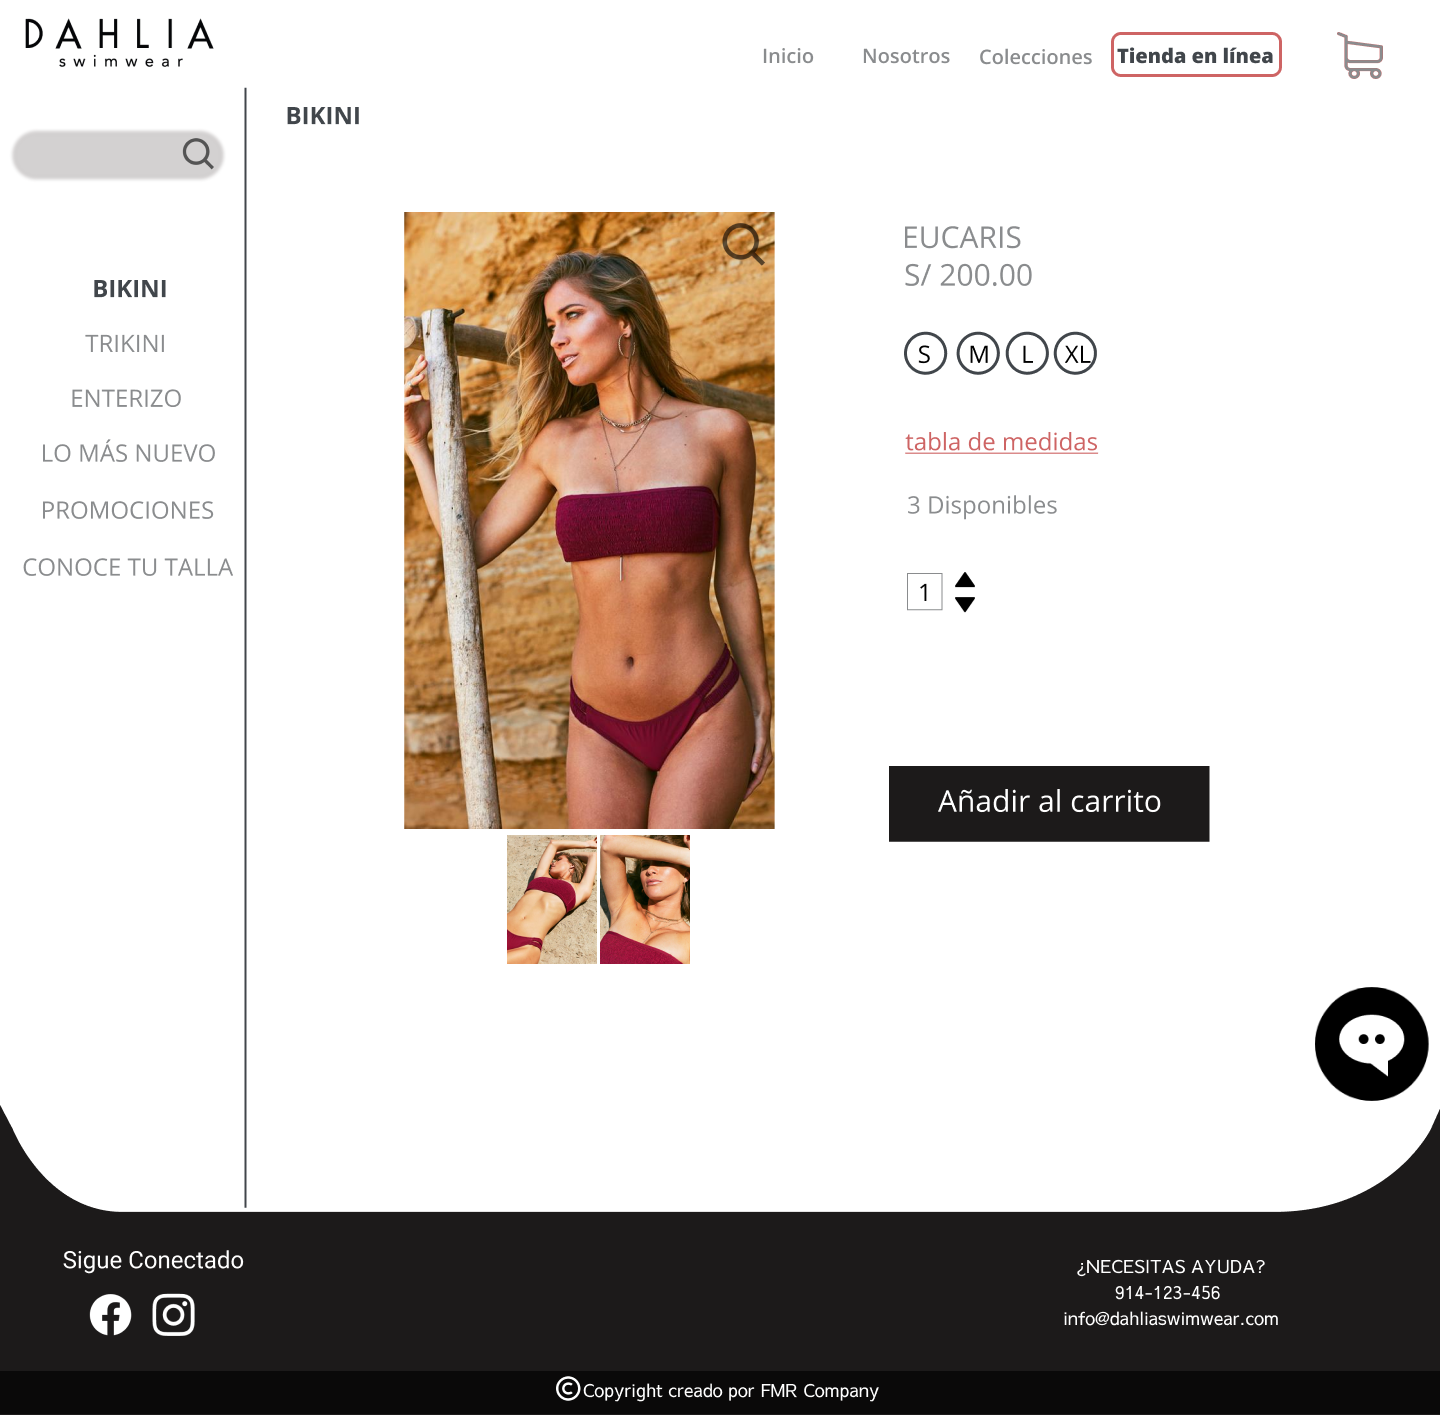 DAHLIA
swimwear
Inicio
Nosotros
Colecciones
Tienda en línea
BIKINI
BIKINI
TRIKINI
ENTERIZO
LO MÁS NUEVO
PROMOCIONES
CONOCE TU TALLA
EUCARIS
S/ 200.00
S M L XL
tabla de medidas
3 Disponibles
1
Añadir al carrito
Sigue Conectado
¿NECESITAS AYUDA?
914-123-456
info@dahliaswimwear.com
©Copyright creado por FMR Company